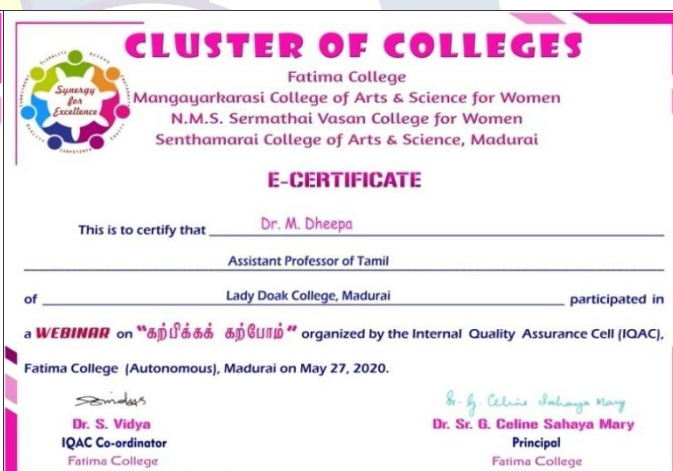 CLUSTER OF COLLEGES
Fatima College
Mangayarkarasi College of Arts & Science for Women
N.M.S. Sermathai Vasan College for Women
Senthamarai College of Arts & Science, Madurai
Synergy
for
Excellence
E-CERTIFICATE
This is to certify that Dr. M. Dheepa
Assistant Professor of Tamil
of Lady Doak College, Madurai participated in
a WEBINAR on "கற்பிக்கக் கற்போம்" organized by the Internal Quality Assurance Cell (IQAC),
Fatima College (Autonomous), Madurai on May 27, 2020.
Sr. G. Celine Sahaya Mary
Dr. S. Vidya
IQAC Co-ordinator
Fatima College
Dr. Sr. G. Celine Sahaya Mary
Principal
Fatima College